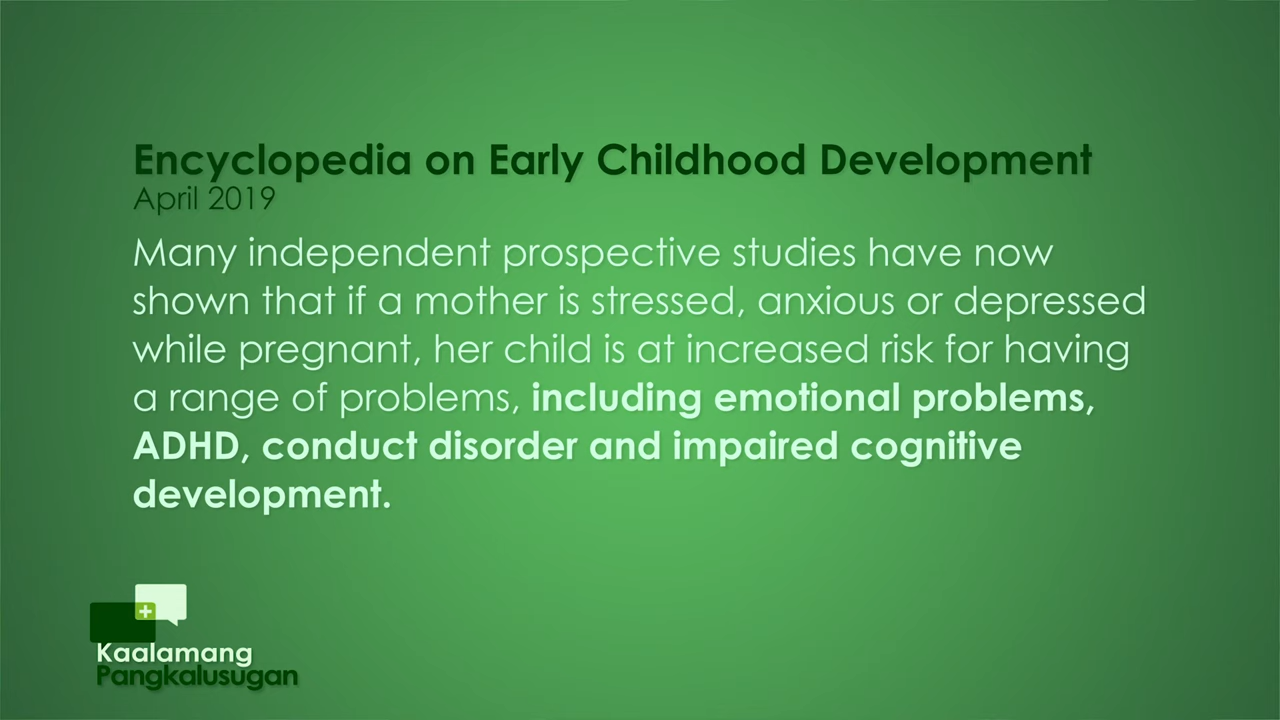 Encyclopedia on Early Childhood Development
April 2019
Many independent prospective studies have now
shown that if a mother is stressed, anxious or depressed
while pregnant, her child is at increased risk for having
a range of problems, including emotional problems,
ADHD, conduct disorder and impaired cognitive
development.
Kaalamang
Pangkalusugan